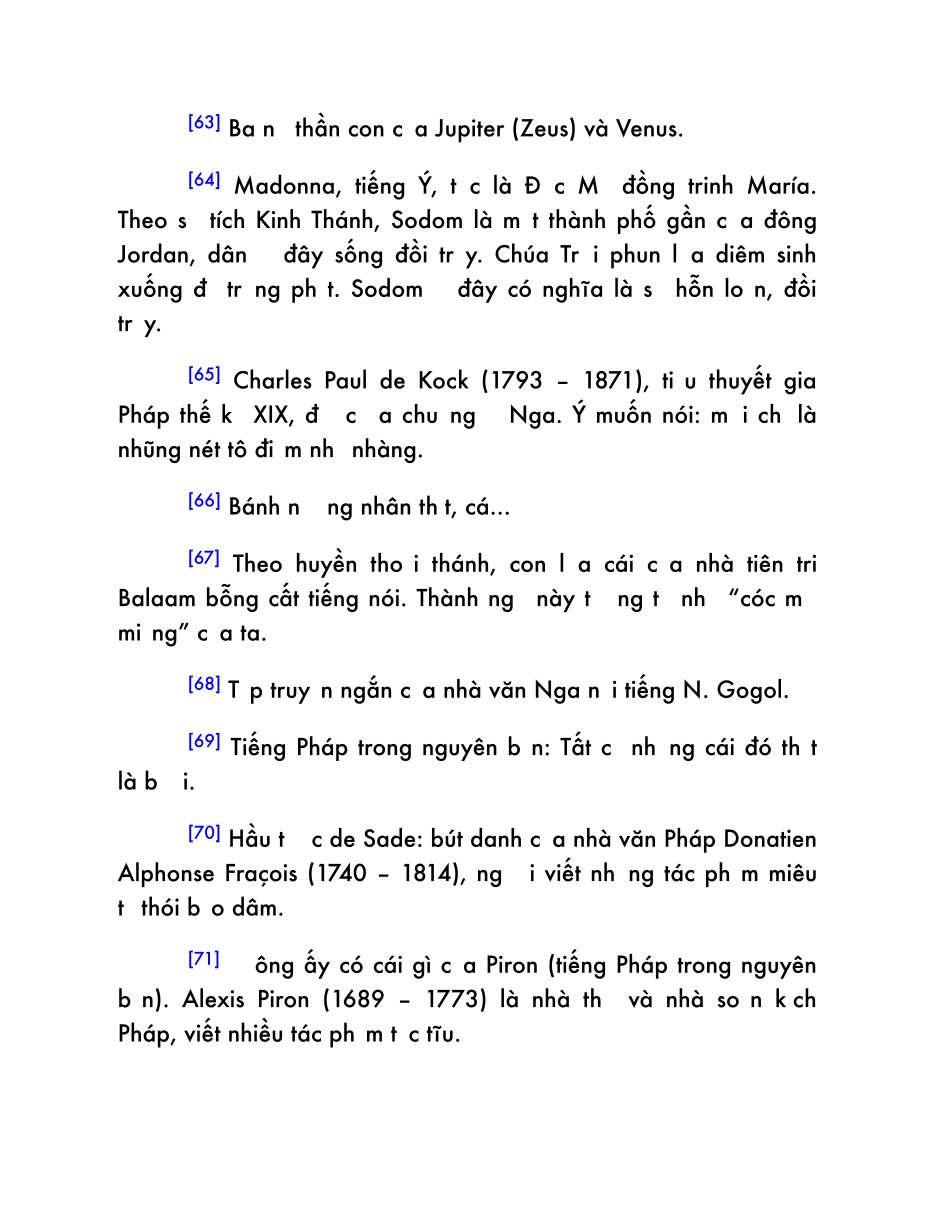 [63] Ba n thần con c a Jupiter (Zeus) và Venus.
[64] Madonna, tiếng Ý, t c là Đ c M đồng trinh María.
Theo s tích Kinh Thánh, Sodom là m t thành phố gần c a đông
Jordan, dân đây sống đồi tr y. Chúa Tr i phun l a diêm sinh
xuống đ tr ng ph t. Sodom đây có nghĩa là s hỗn lo n, đồi
tr y.
[65] Charles Paul de Kock (1793 – 1871), ti u thuyết gia
Pháp thế k XIX, đ c a chu ng Nga. Ý muốn nói: m i ch là
nhũng nét tô đi m nh nhàng.
[66] Bánh n ng nhân th t, cá...
[67] Theo huyền tho i thánh, con l a cái c a nhà tiên tri
Balaam bỗng cất tiếng nói. Thành ng này t ng t nh “cóc m
mi ng” c a ta.
[68] T p truy n ngắn c a nhà văn Nga n i tiếng N. Gogol.
[69] Tiếng Pháp trong nguyên b n: Tất c nh ng cái đó th t
là b i.
[70] Hầu t c de Sade: bút danh c a nhà văn Pháp Donatien
Alphonse Fraçois (1740 – 1814), ng i viết nh ng tác ph m miêu
t thói b o dâm.
[71] ông ấy có cái gì c a Piron (tiếng Pháp trong nguyên
b n). Alexis Piron (1689 – 1773) là nhà th và nhà so n k ch
Pháp, viết nhiều tác ph m t c tĩu.